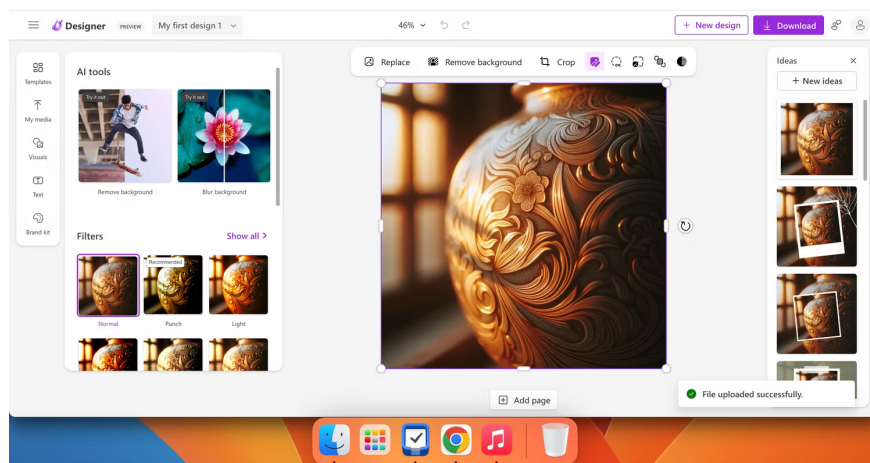 Designer PREVIEW My first design 1 46% + New design Download
Templates
My media
Visuals
Text
Brand kit
AI tools
Try it out Try it out
Remove background Blur background
Filters Show all >
Recommended
Normal Punch Light
Replace Remove background Crop
Add page
Ideas ×
+ New ideas
File uploaded successfully.